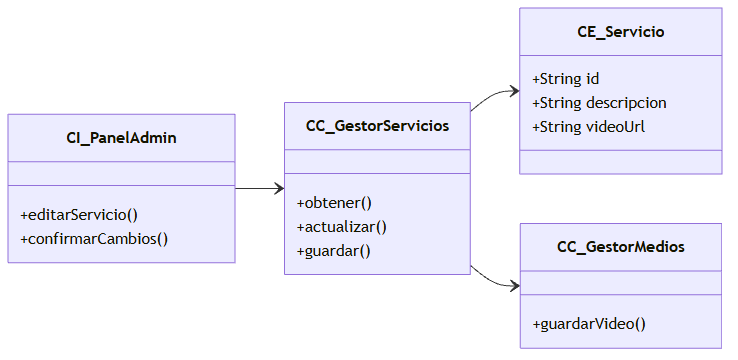 CI_PanelAdmin
+editarServicio()
+confirmarCambios()
CC_GestorServicios
+obtener()
+actualizar()
+guardar()
CE_Servicio
+String id
+String descripcion
+String videoUrl
CC_GestorMedios
+guardarVideo()